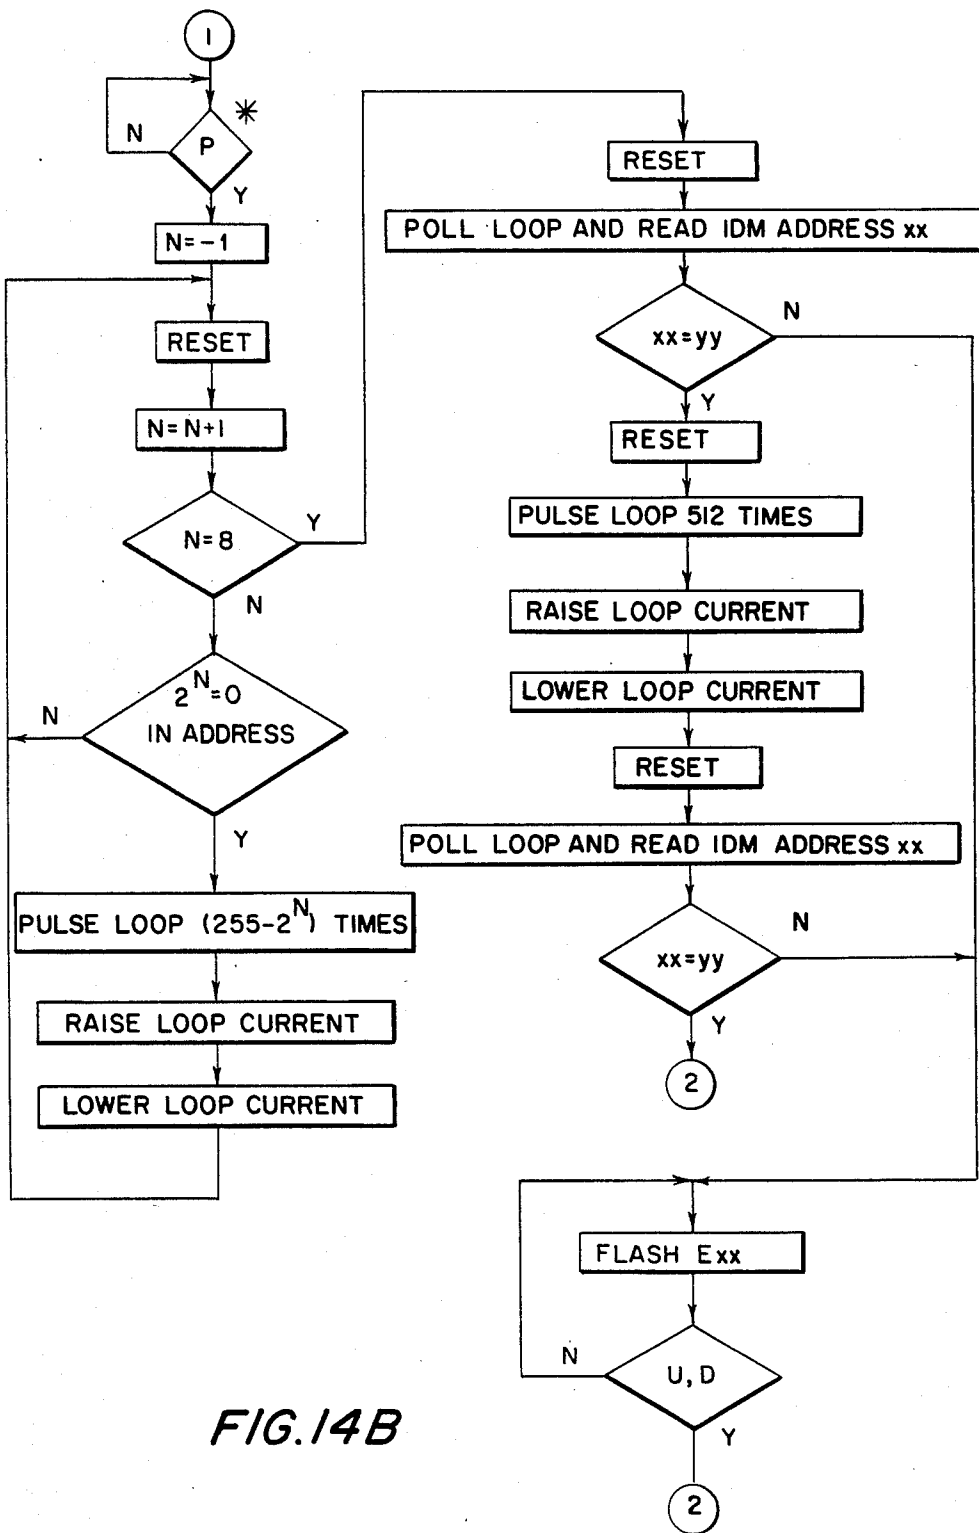 1
*
N
P
Y
N=-1
RESET
N=N+1
N=8
Y
N
2^N=0
IN ADDRESS
N
Y
PULSE LOOP (255-2^N) TIMES
RAISE LOOP CURRENT
LOWER LOOP CURRENT
RESET
POLL LOOP AND READ IDM ADDRESS xx
xx=yy
N
Y
RESET
PULSE LOOP 512 TIMES
RAISE LOOP CURRENT
LOWER LOOP CURRENT
RESET
POLL LOOP AND READ IDM ADDRESS xx
xx=yy
N
Y
2
FLASH Exx
N
U, D
Y
2
FIG.14B